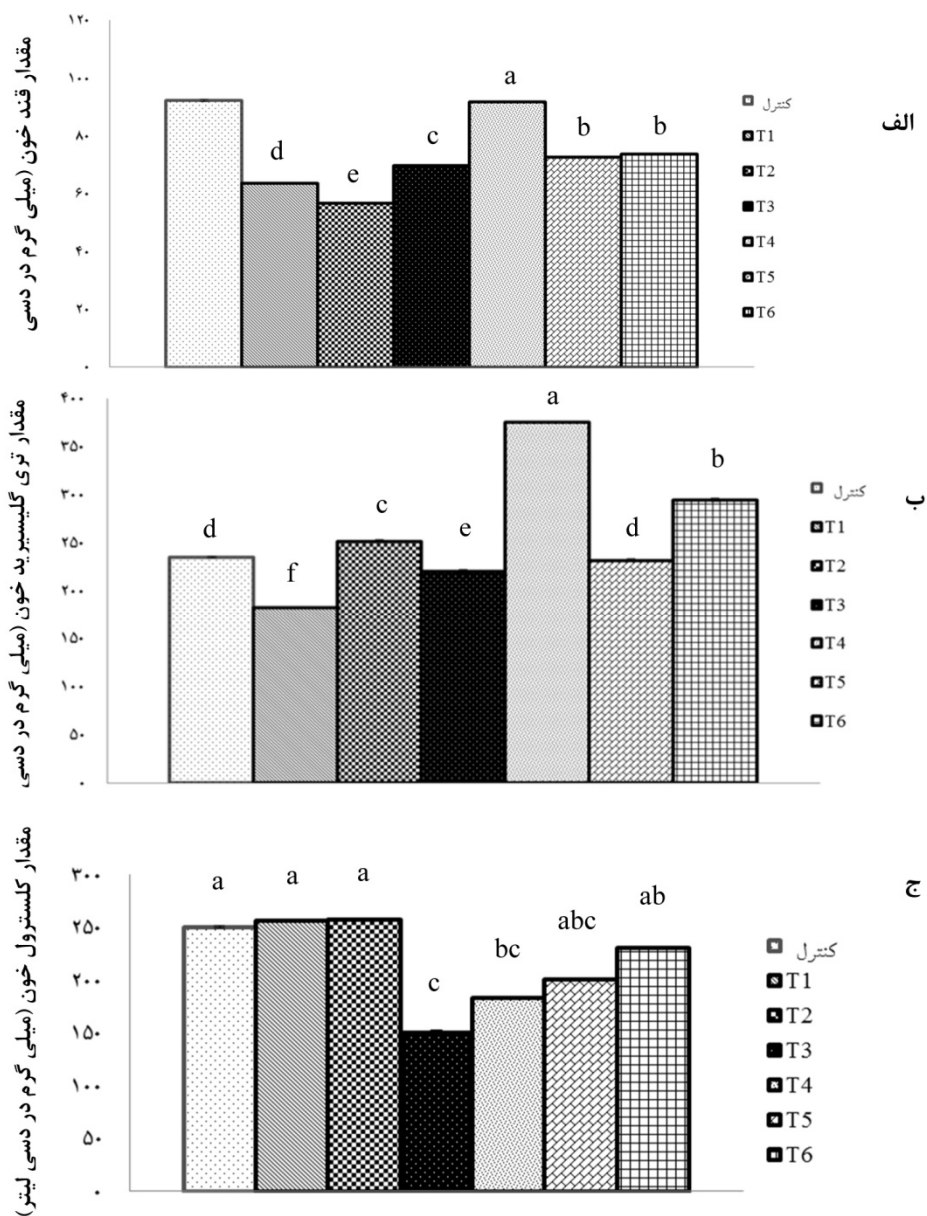 مقدار قند خون (میلی گرم در دسی
۱۲۰
۱۰۰
۸۰
۶۰
۴۰
۲۰
۰
d
e
c
a
b
b
کنترل
T1
T2
T3
T4
T5
T6
الف
مقدار تری گلیسیرید خون (میلی گرم در دسی
۴۰۰
۳۵۰
۳۰۰
۲۵۰
۲۰۰
۱۵۰
۱۰۰
۵۰
۰
d
f
c
e
a
d
b
کنترل
T1
T2
T3
T4
T5
T6
ب
مقدار کلسترول خون (میلی گرم در دسی لیتر)
۳۰۰
۲۵۰
۲۰۰
۱۵۰
۱۰۰
۵۰
۰
a
a
a
c
bc
abc
ab
کنترل
T1
T2
T3
T4
T5
T6
ج